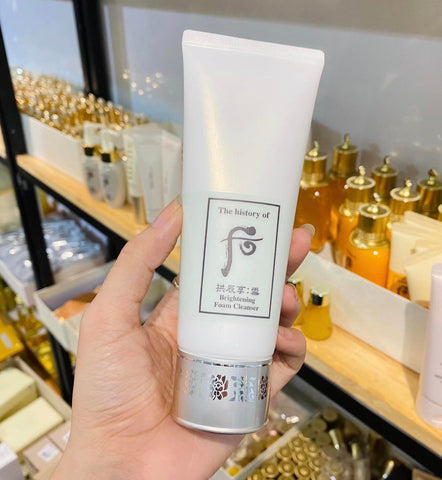 The history of
后
拱辰享:雪
Brightening
Foam Cleanser